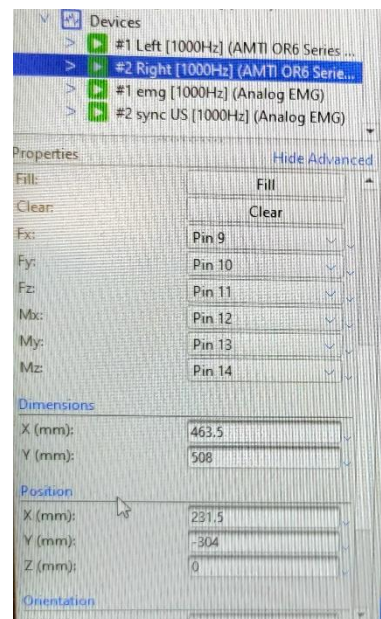 Devices
#1 Left [1000Hz] (AMTI OR6 Series ...
#2 Right [1000Hz] (AMTI OR6 Serie...
#1 emg [1000Hz] (Analog EMG)
#2 sync US [1000Hz] (Analog EMG)
Properties Hide Advanced
Fill: Fill
Clear: Clear
Fx: Pin 9
Fy: Pin 10
Fz: Pin 11
Mx: Pin 12
My: Pin 13
Mz: Pin 14
Dimensions
X (mm): 463.5
Y (mm): 508
Position
X (mm): 231.5
Y (mm): -304
Z (mm): 0
Orientation